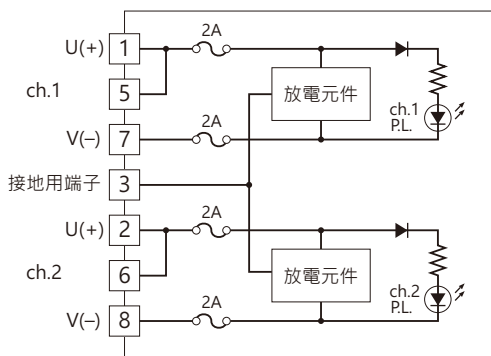 2A
U(+) 1
放電元件
ch.1
5
ch.1
P.L.
2A
V(–) 7
接地用端子 3
2A
U(+) 2
放電元件
ch.2
6
ch.2
P.L.
2A
V(–) 8